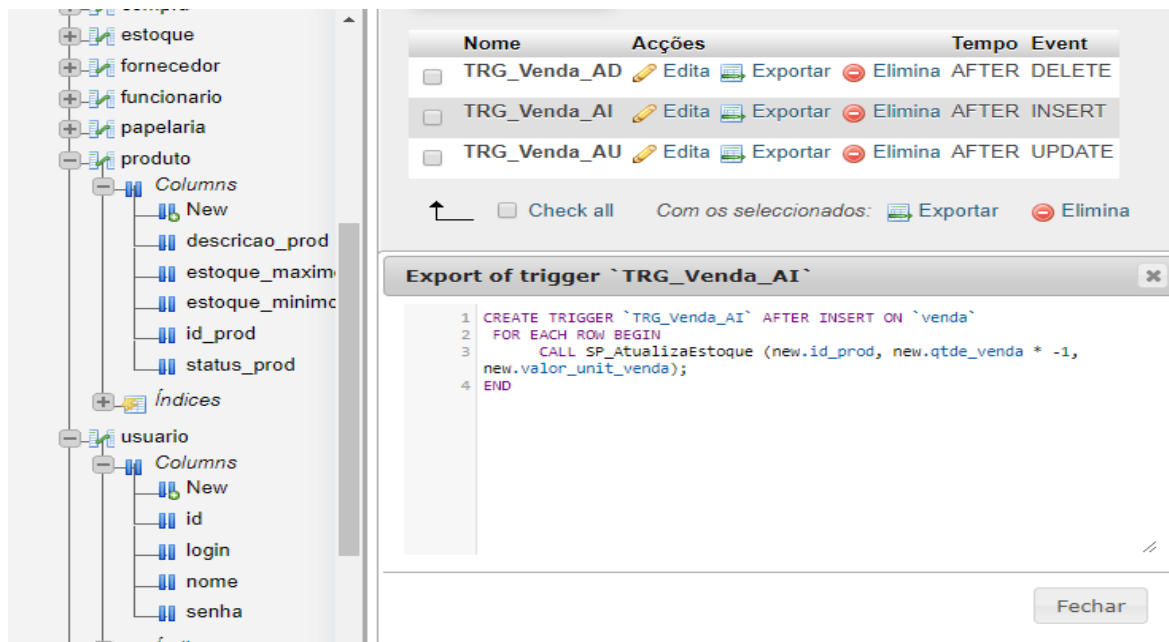 estoque
fornecedor
funcionario
papelaria
produto
Columns
New
descricao_prod
estoque_maxim
estoque_minimo
id_prod
status_prod
Índices
usuario
Columns
New
id
login
nome
senha
Nome Acções Tempo Event
TRG_Venda_AD Edita Exportar Elimina AFTER DELETE
TRG_Venda_AI Edita Exportar Elimina AFTER INSERT
TRG_Venda_AU Edita Exportar Elimina AFTER UPDATE
Check all Com os seleccionados: Exportar Elimina
Export of trigger `TRG_Venda_AI`
1 CREATE TRIGGER `TRG_Venda_AI` AFTER INSERT ON `venda`
2 FOR EACH ROW BEGIN
3 CALL SP_AtualizaEstoque (new.id_prod, new.qtde_venda * -1,
new.valor_unit_venda);
4 END
Fechar